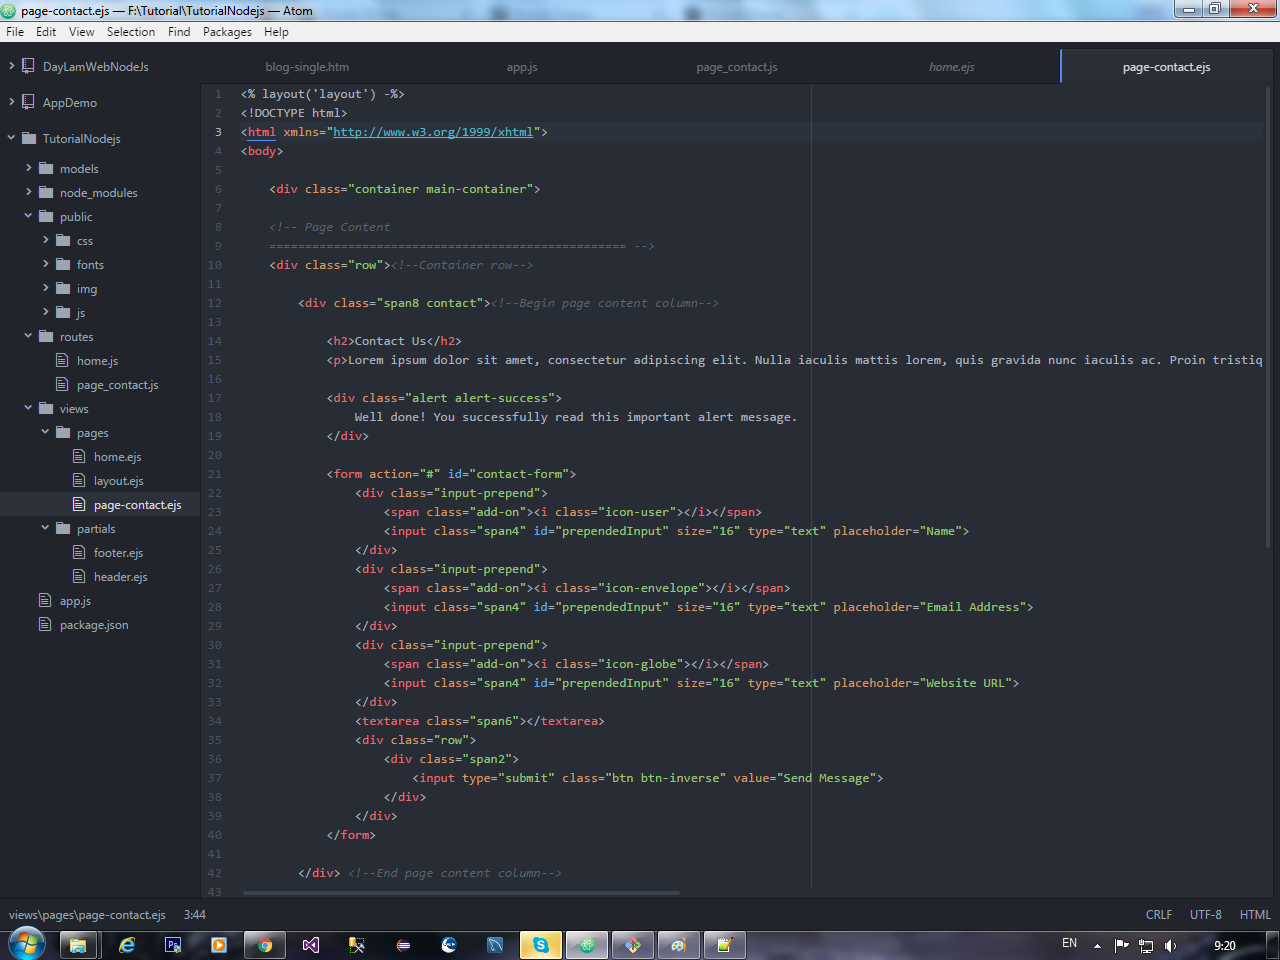 page-contact.ejs — F:\Tutorial\TutorialNodejs — Atom
File Edit View Selection Find Packages Help
DayLamWebNodeJs
AppDemo
TutorialNodejs
models
node_modules
public
css
fonts
img
js
routes
home.js
page_contact.js
views
pages
home.ejs
layout.ejs
page-contact.ejs
partials
footer.ejs
header.ejs
app.js
package.json
blog-single.htm app.js page_contact.js home.ejs page-contact.ejs
1 <% layout('layout') -%>
2 <!DOCTYPE html>
3 <html xmlns="http://www.w3.org/1999/xhtml">
4 <body>
5
6 <div class="container main-container">
7
8 <!-- Page Content
9 ================================================== -->
10 <div class="row"><!--Container row-->
11
12 <div class="span8 contact"><!--Begin page content column-->
13
14 <h2>Contact Us</h2>
15 <p>Lorem ipsum dolor sit amet, consectetur adipiscing elit. Nulla iaculis mattis lorem, quis gravida nunc iaculis ac. Proin tristiq
16
17 <div class="alert alert-success">
18 Well done! You successfully read this important alert message.
19 </div>
20
21 <form action="#" id="contact-form">
22 <div class="input-prepend">
23 <span class="add-on"><i class="icon-user"></i></span>
24 <input class="span4" id="prependedInput" size="16" type="text" placeholder="Name">
25 </div>
26 <div class="input-prepend">
27 <span class="add-on"><i class="icon-envelope"></i></span>
28 <input class="span4" id="prependedInput" size="16" type="text" placeholder="Email Address">
29 </div>
30 <div class="input-prepend">
31 <span class="add-on"><i class="icon-globe"></i></span>
32 <input class="span4" id="prependedInput" size="16" type="text" placeholder="Website URL">
33 </div>
34 <textarea class="span6"></textarea>
35 <div class="row">
36 <div class="span2">
37 <input type="submit" class="btn btn-inverse" value="Send Message">
38 </div>
39 </div>
40 </form>
41
42 </div> <!--End page content column-->
43
views\pages\page-contact.ejs 3:44 CRLF UTF-8 HTML
EN 9:20